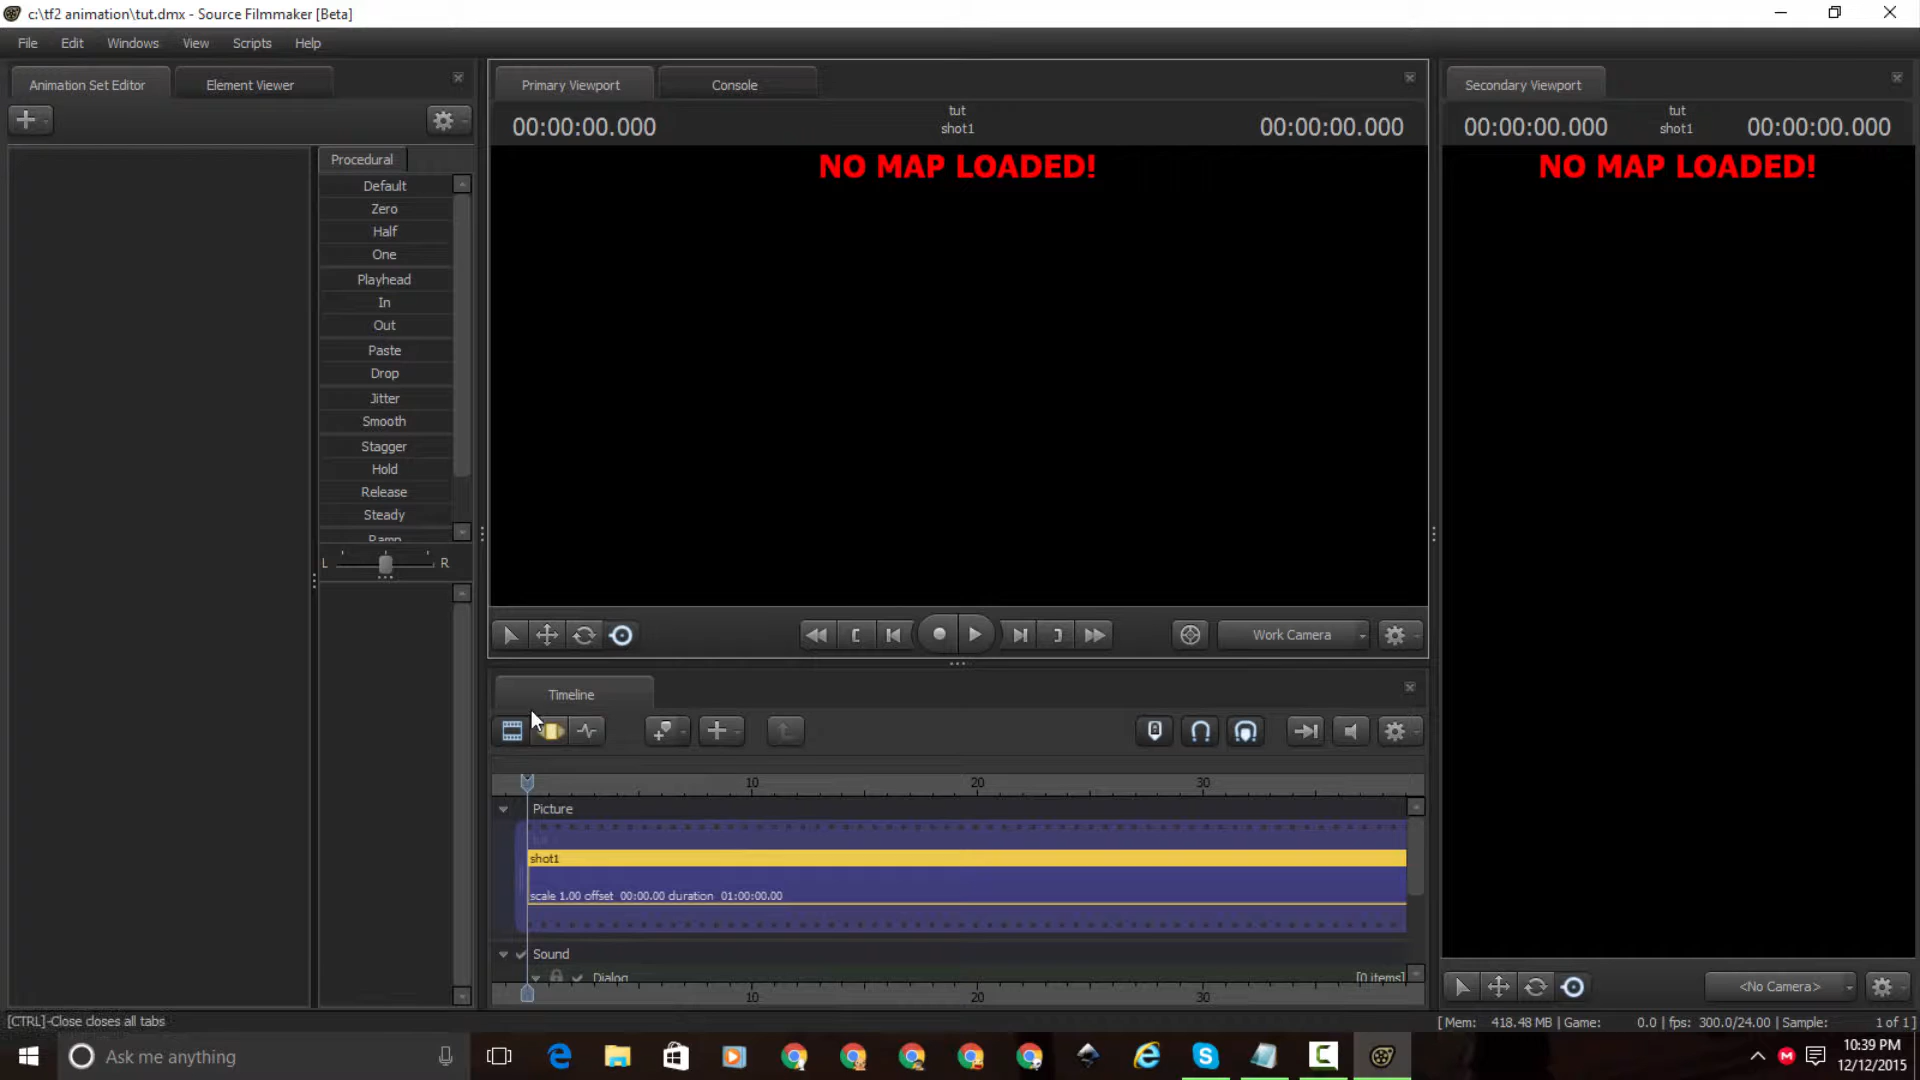 c:\tf2 animation\tut.dmx - Source Filmmaker [Beta]
File Edit Windows View Scripts Help
Animation Set Editor Element Viewer
Procedural
Default
Zero
Half
One
Playhead
In
Out
Paste
Drop
Jitter
Smooth
Stagger
Hold
Release
Steady
Ramp
L R
Primary Viewport Console
00:00:00.000 tut 00:00:00.000
shot1
NO MAP LOADED!
Work Camera
Secondary Viewport
00:00:00.000 tut 00:00:00.000
shot1
NO MAP LOADED!
<No Camera>
Timeline
10 20 30
Picture
shot1
scale 1.00 offset 00:00.00 duration 01:00:00.00
Sound
Dialog [0 items]
10 20 30
[CTRL]-Close closes all tabs
[ Mem: 418.48 MB | Game: 0.0 | fps: 300.0/24.00 | Sample: 1 of 1 ]
Ask me anything
10:39 PM
12/12/2015